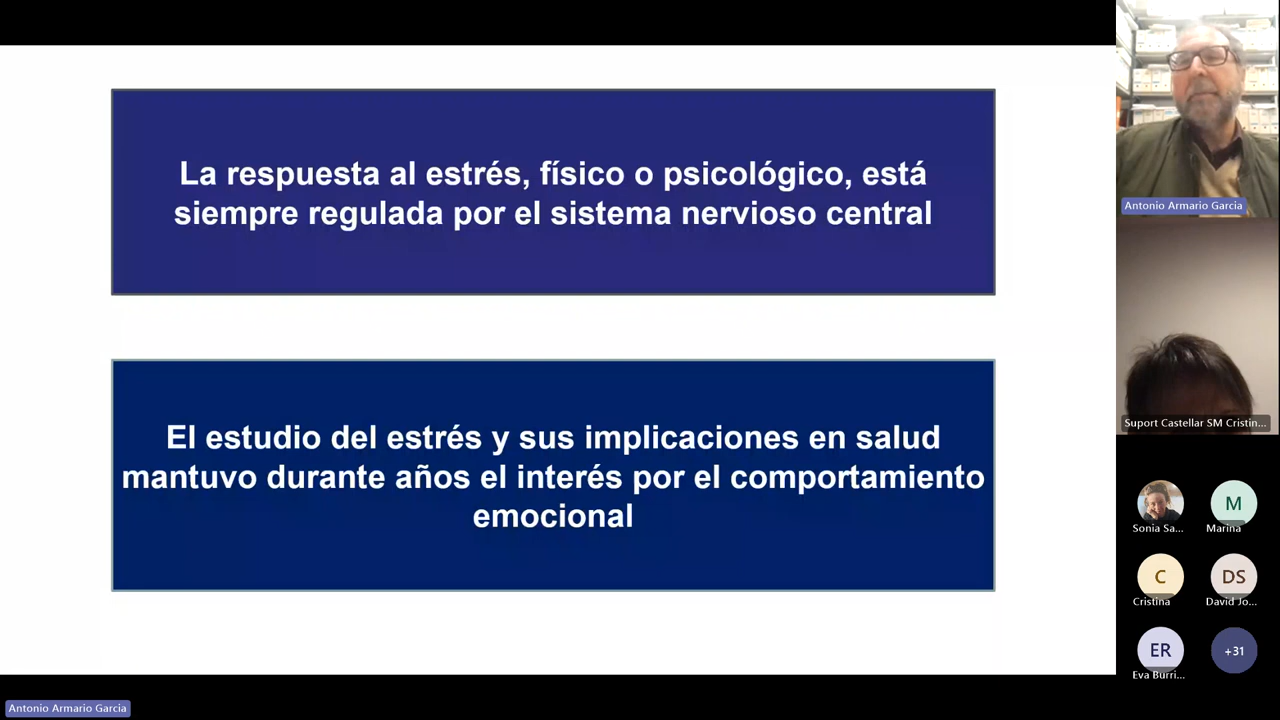 La respuesta al estrés, físico o psicológico, está
siempre regulada por el sistema nervioso central
El estudio del estrés y sus implicaciones en salud
mantuvo durante años el interés por el comportamiento
emocional
Antonio Armario Garcia
Suport Castellar SM Cristin...
Sonia Sa...
M
Marina
C
Cristina
DS
David Jo...
ER
Eva Burri...
+31
Antonio Armario Garcia